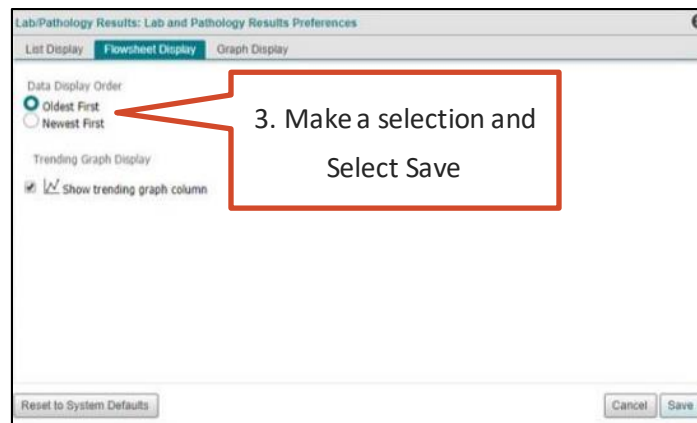 Lab/Pathology Results: Lab and Pathology Results Preferences
List Display Flowsheet Display Graph Display
Data Display Order
Oldest First
Newest First
3. Make a selection and
Select Save
Trending Graph Display
Show trending graph column
Reset to System Defaults Cancel Save